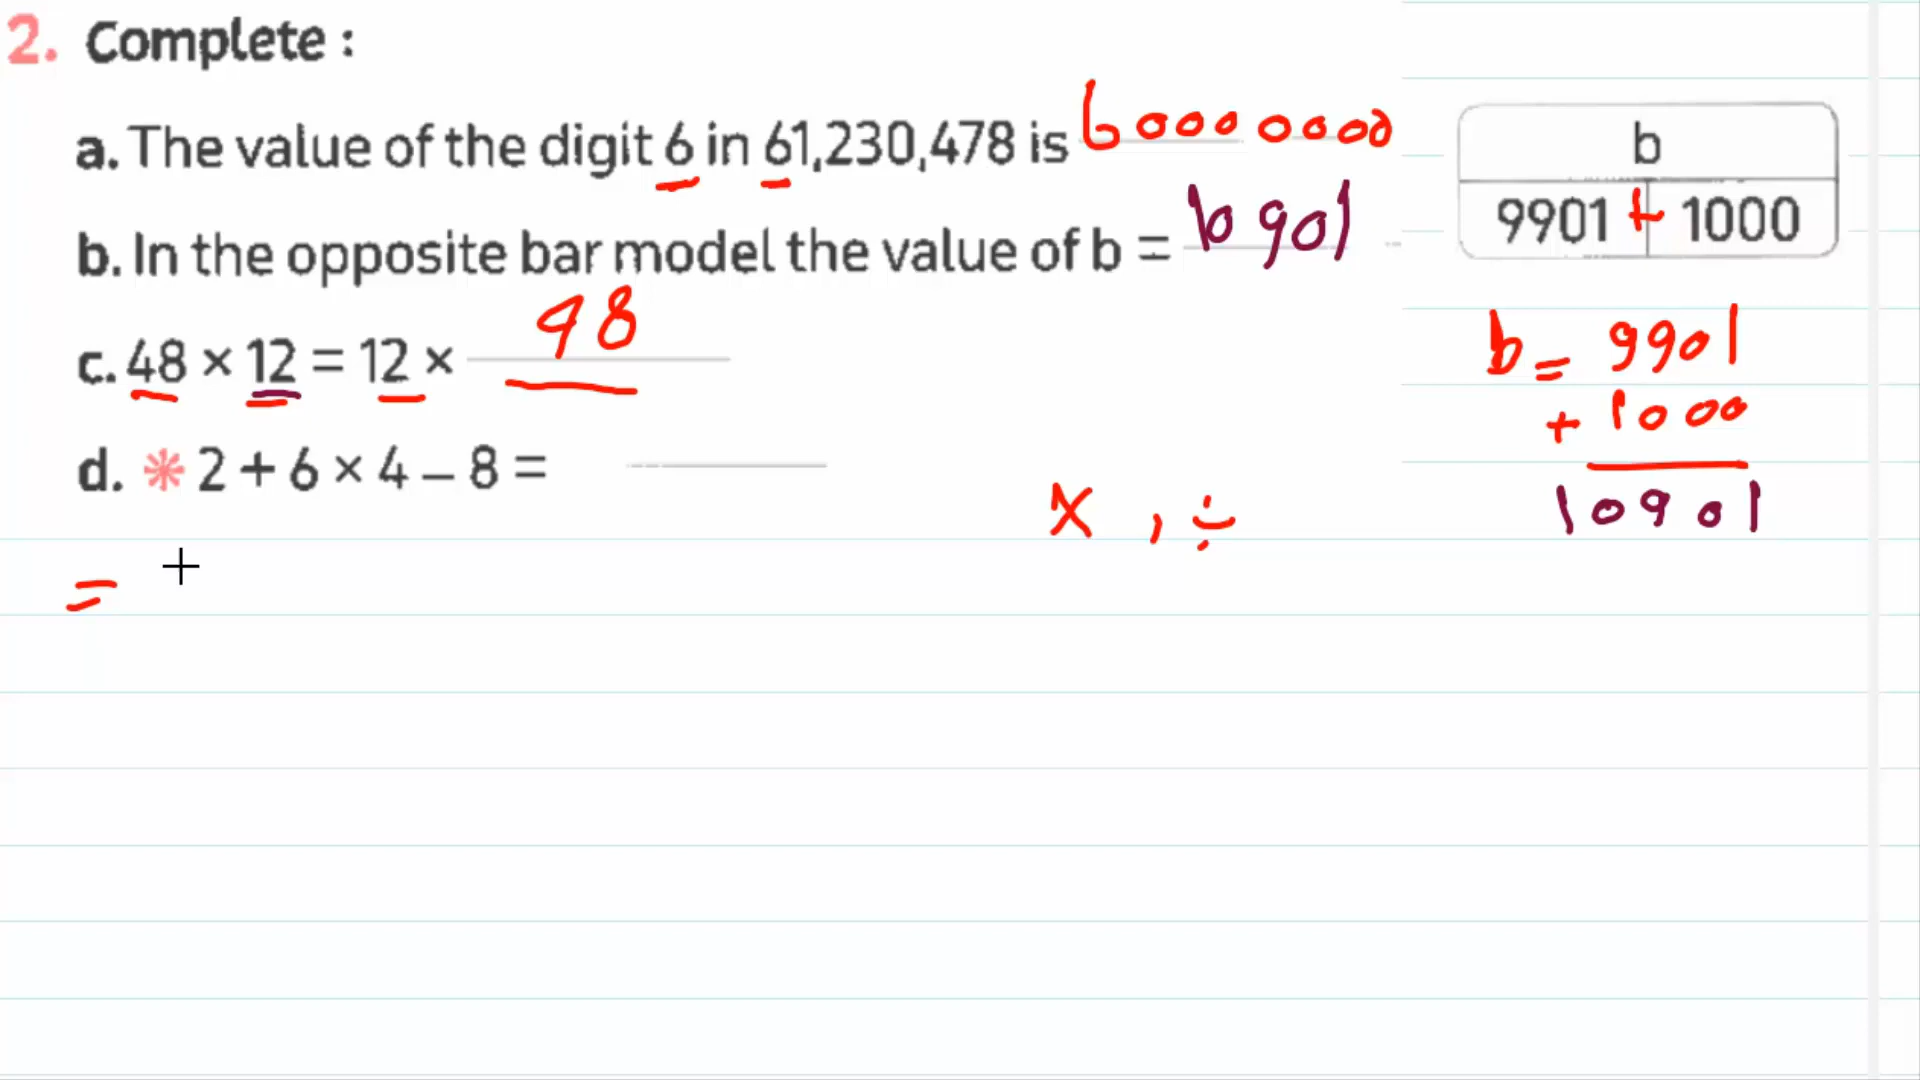 2. Complete :
a. The value of the digit 6 in 61,230,478 is 60000000
b. In the opposite bar model the value of b = 10901
c. 48 × 12 = 12 × 48
d. * 2 + 6 × 4 – 8 =
=
× , ÷
b
9901 + 1000
b = 9901
+ 1000
10901